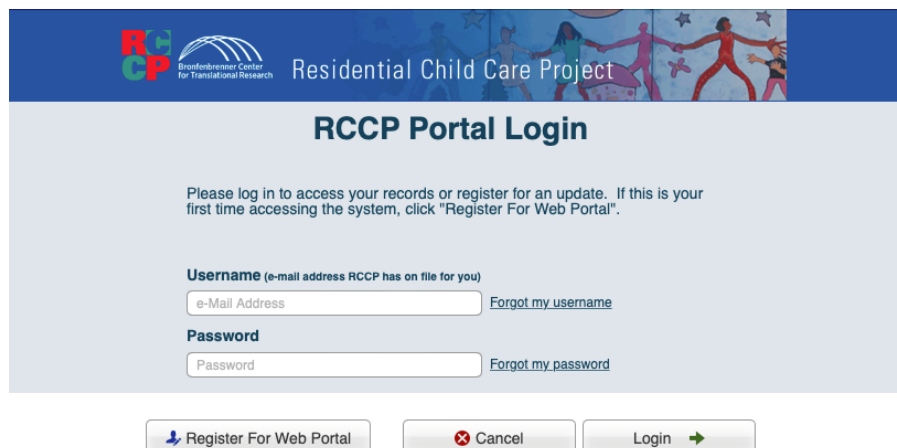 RC
CP
Bronfenbrenner Center
for Translational Research
Residential Child Care Project
RCCP Portal Login
Please log in to access your records or register for an update.  If this is your
first time accessing the system, click "Register For Web Portal".
Username (e-mail address RCCP has on file for you)
e-Mail Address Forgot my username
Password
Password Forgot my password
Register For Web Portal Cancel Login